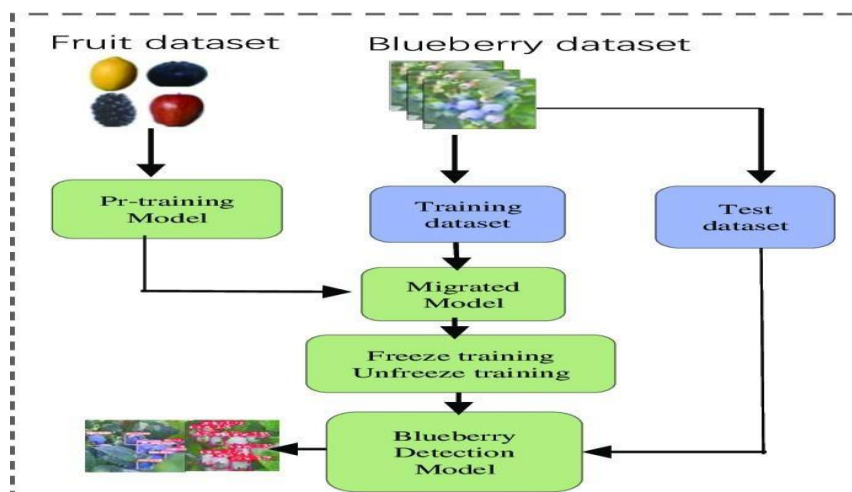 Fruit dataset
Blueberry dataset
Pr-training
Model
Training
dataset
Test
dataset
Migrated
Model
Freeze training
Unfreeze training
Blueberry
Detection
Model